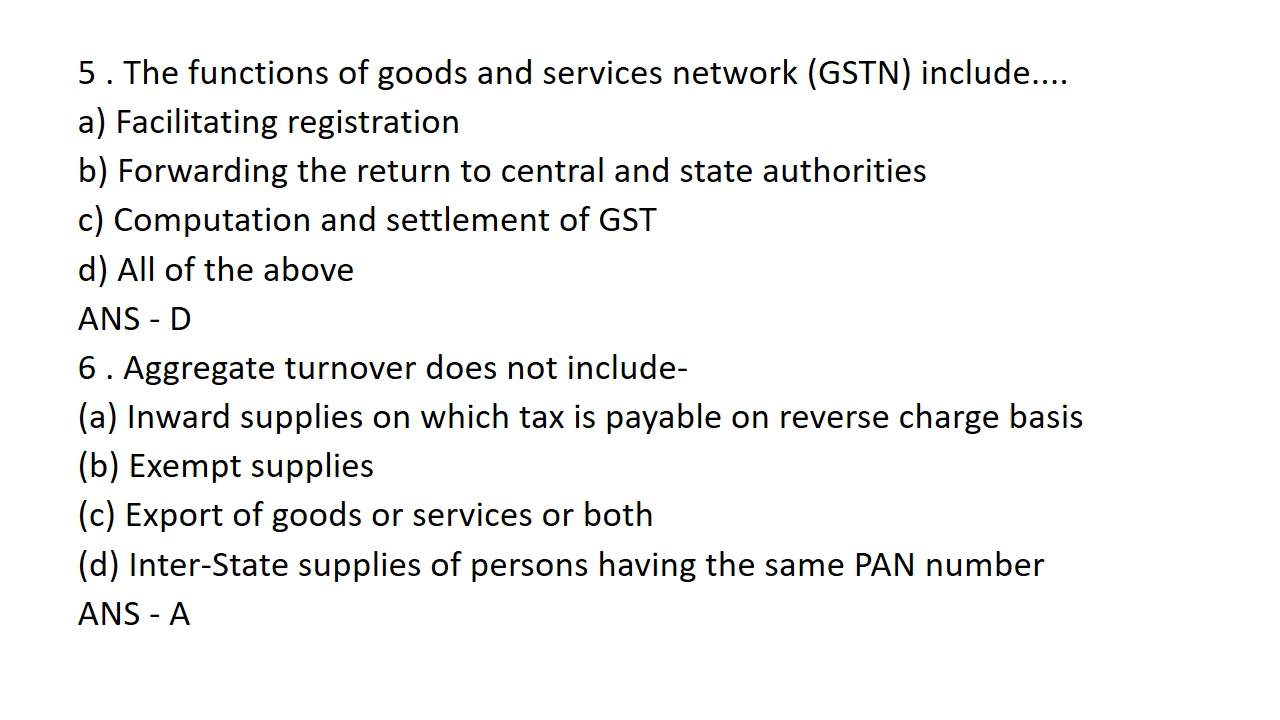 5 . The functions of goods and services network (GSTN) include....
a) Facilitating registration
b) Forwarding the return to central and state authorities
c) Computation and settlement of GST
d) All of the above
ANS - D
6 . Aggregate turnover does not include-
(a) Inward supplies on which tax is payable on reverse charge basis
(b) Exempt supplies
(c) Export of goods or services or both
(d) Inter-State supplies of persons having the same PAN number
ANS - A